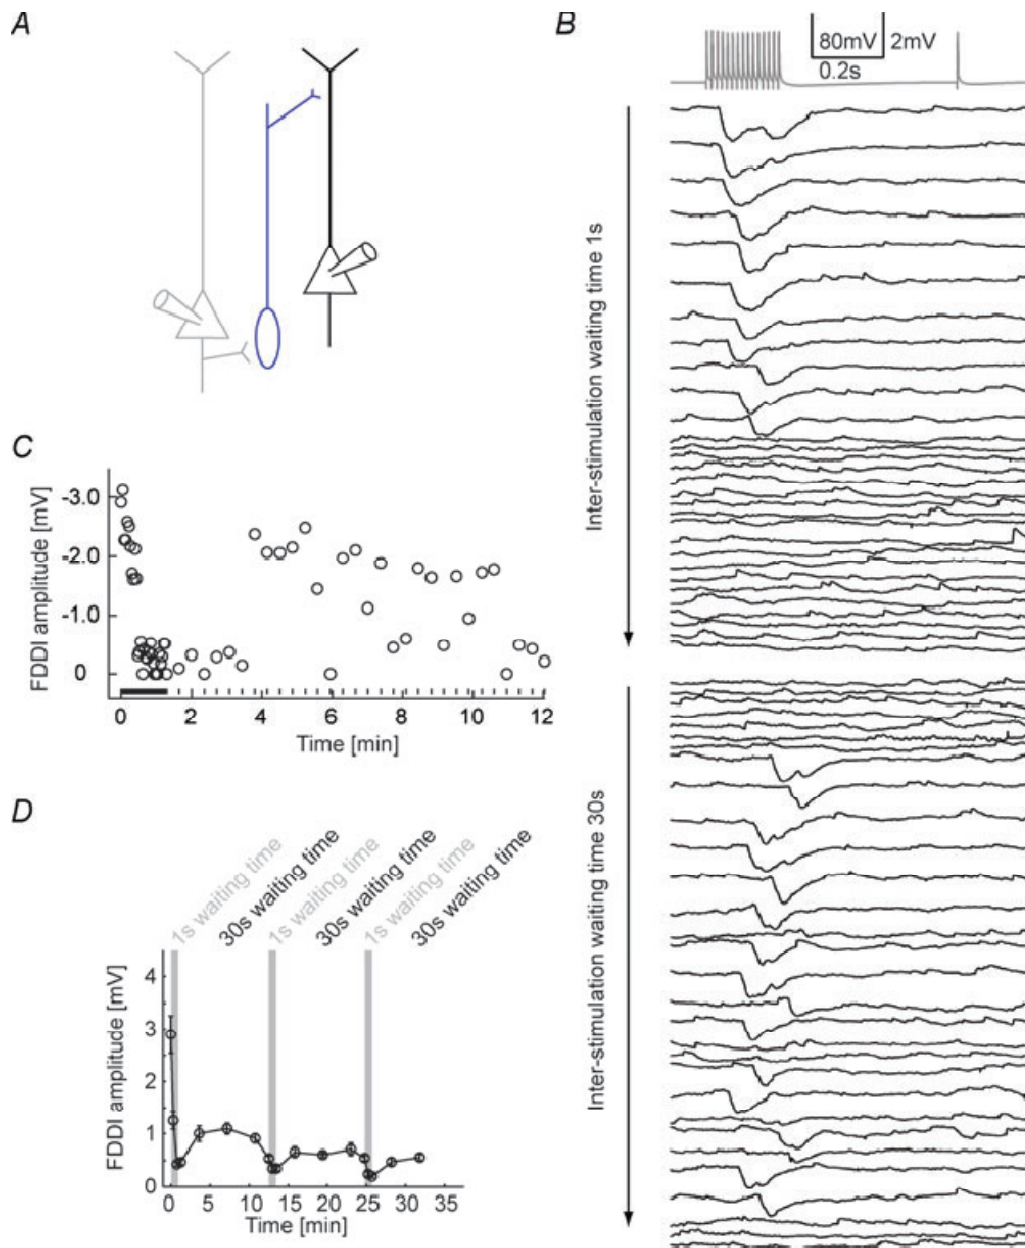 A
B
80mV 2mV
0.2s
Inter-stimulation waiting time 1s
Inter-stimulation waiting time 30s
C
FDDI amplitude [mV]
-3.0
-2.0
-1.0
0
0 2 4 6 8 10 12
Time [min]
D
1s waiting time
30s waiting time
1s waiting time
30s waiting time
1s waiting time
30s waiting time
FDDI amplitude [mV]
4
3
2
1
0
0 5 10 15 20 25 30 35
Time [min]